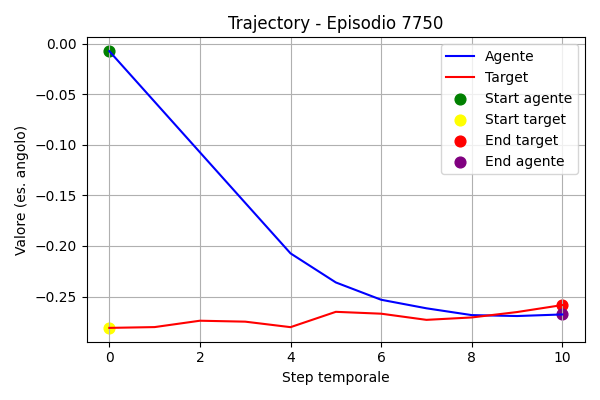 Trajectory - Episodio 7750
Valore (es. angolo)
0.00
−0.05
−0.10
−0.15
−0.20
−0.25
Agente
Target
Start agente
Start target
End target
End agente
0 2 4 6 8 10
Step temporale